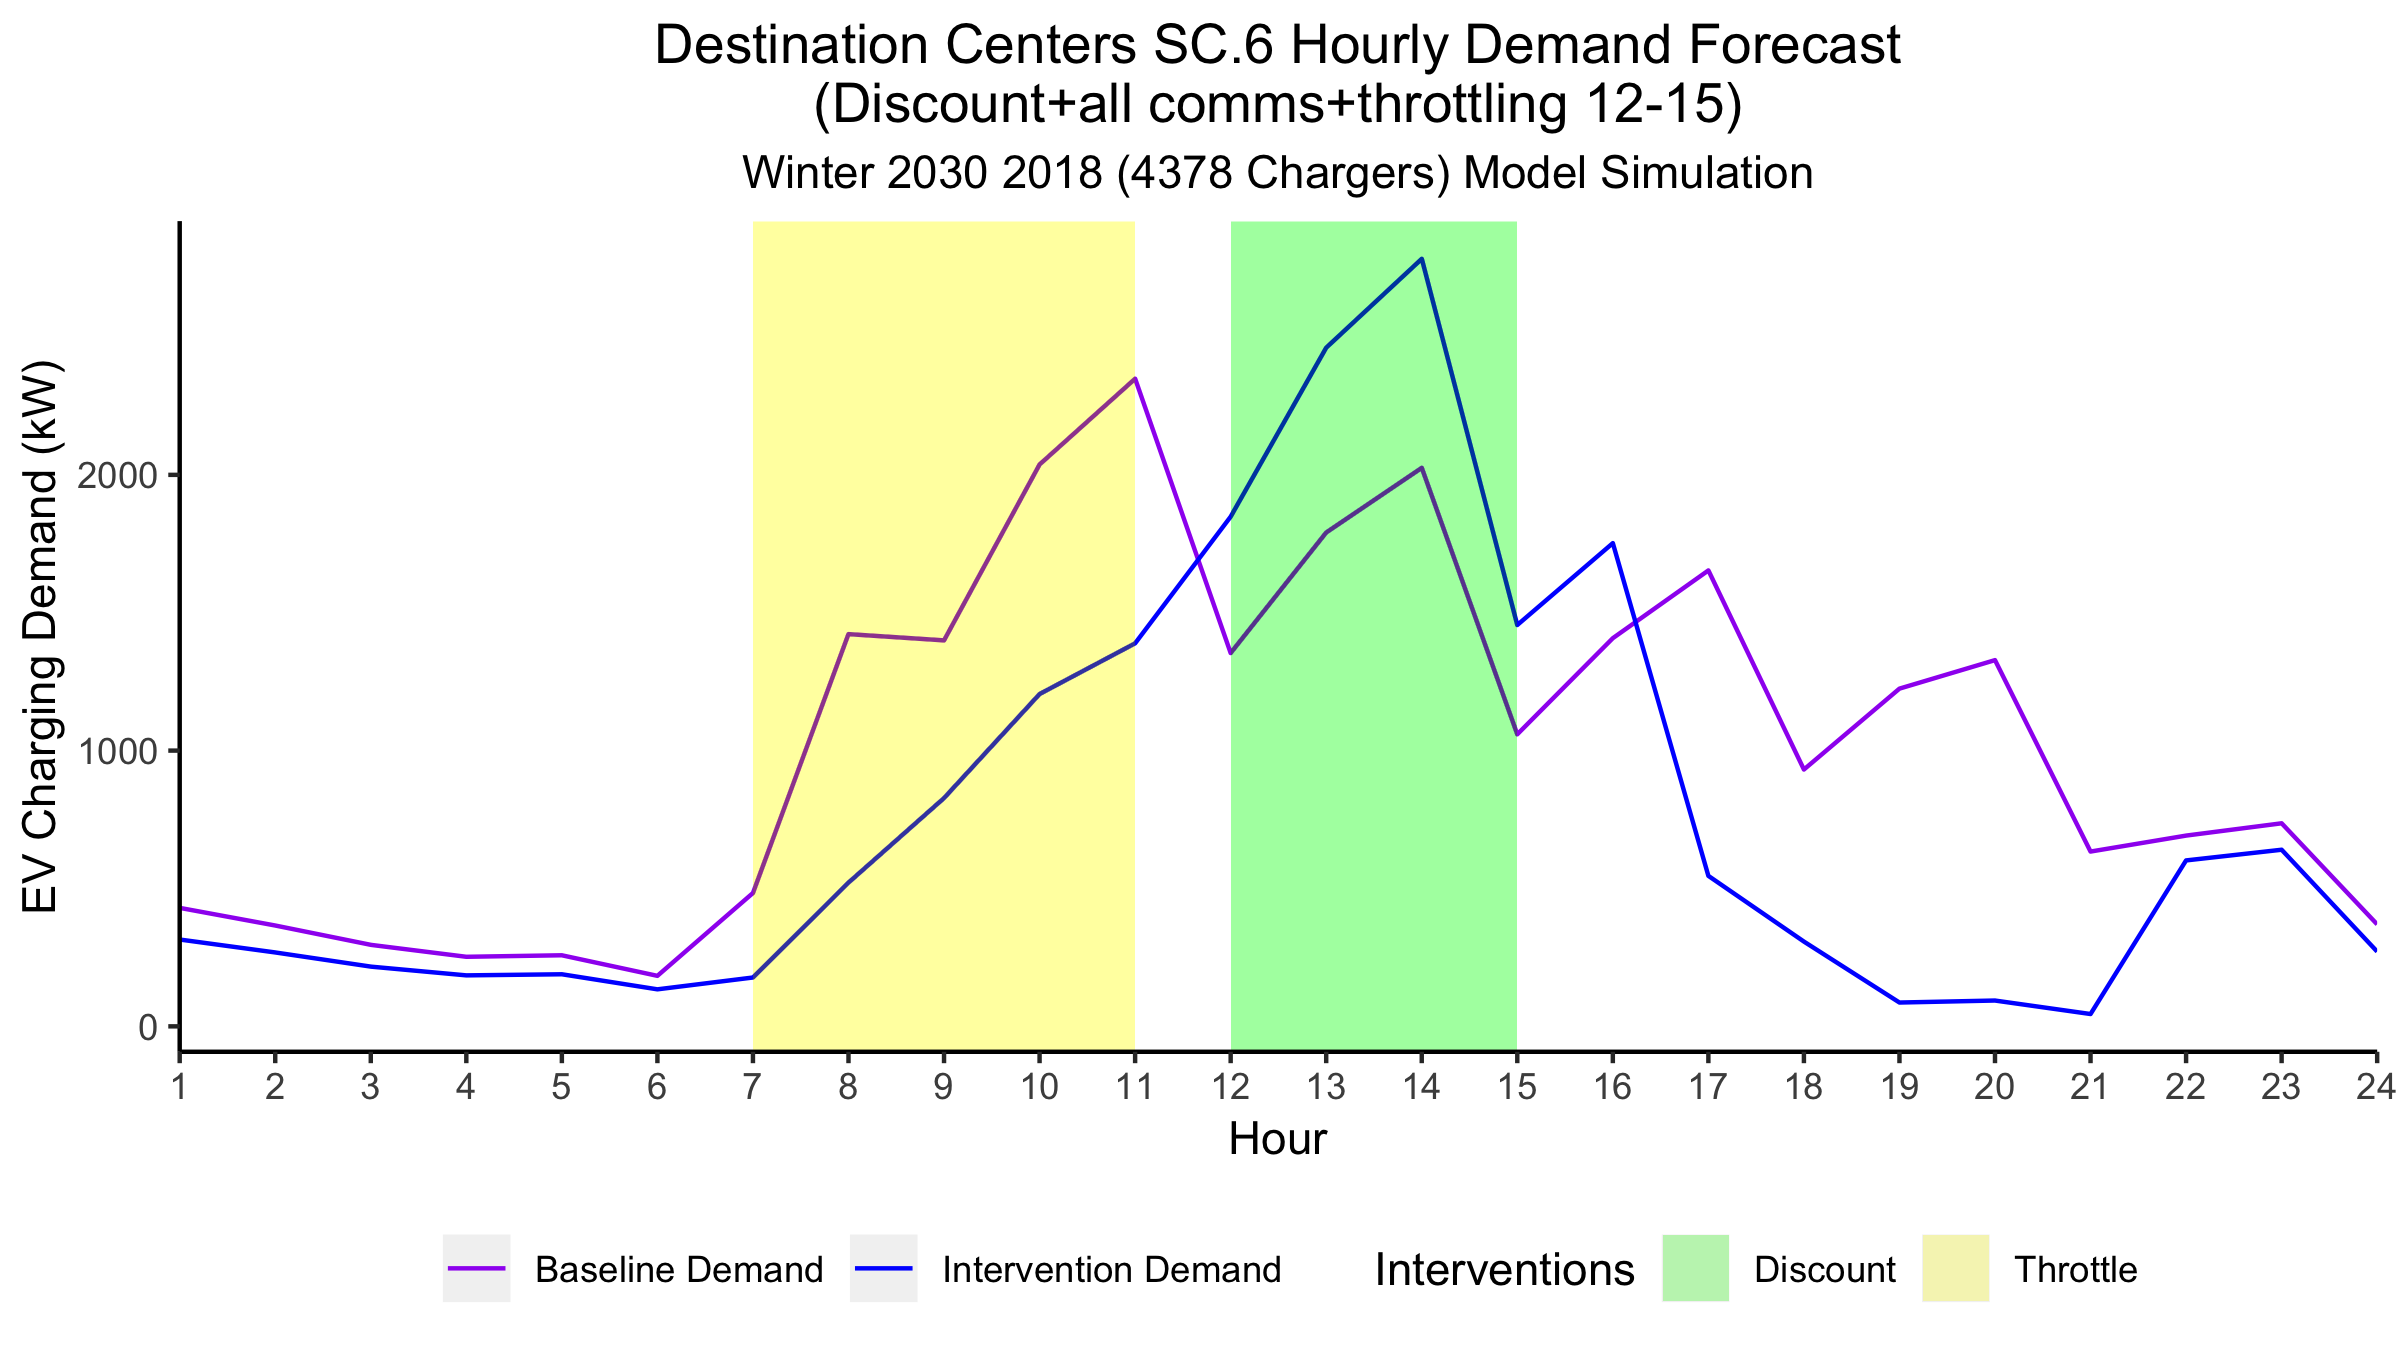 Destination Centers SC.6 Hourly Demand Forecast
(Discount+all comms+throttling 12-15)
Winter 2030 2018 (4378 Chargers) Model Simulation
EV Charging Demand (kW)
2000
1000
0
1 2 3 4 5 6 7 8 9 10 11 12 13 14 15 16 17 18 19 20 21 22 23 24
Hour
Baseline Demand Intervention Demand Interventions Discount Throttle